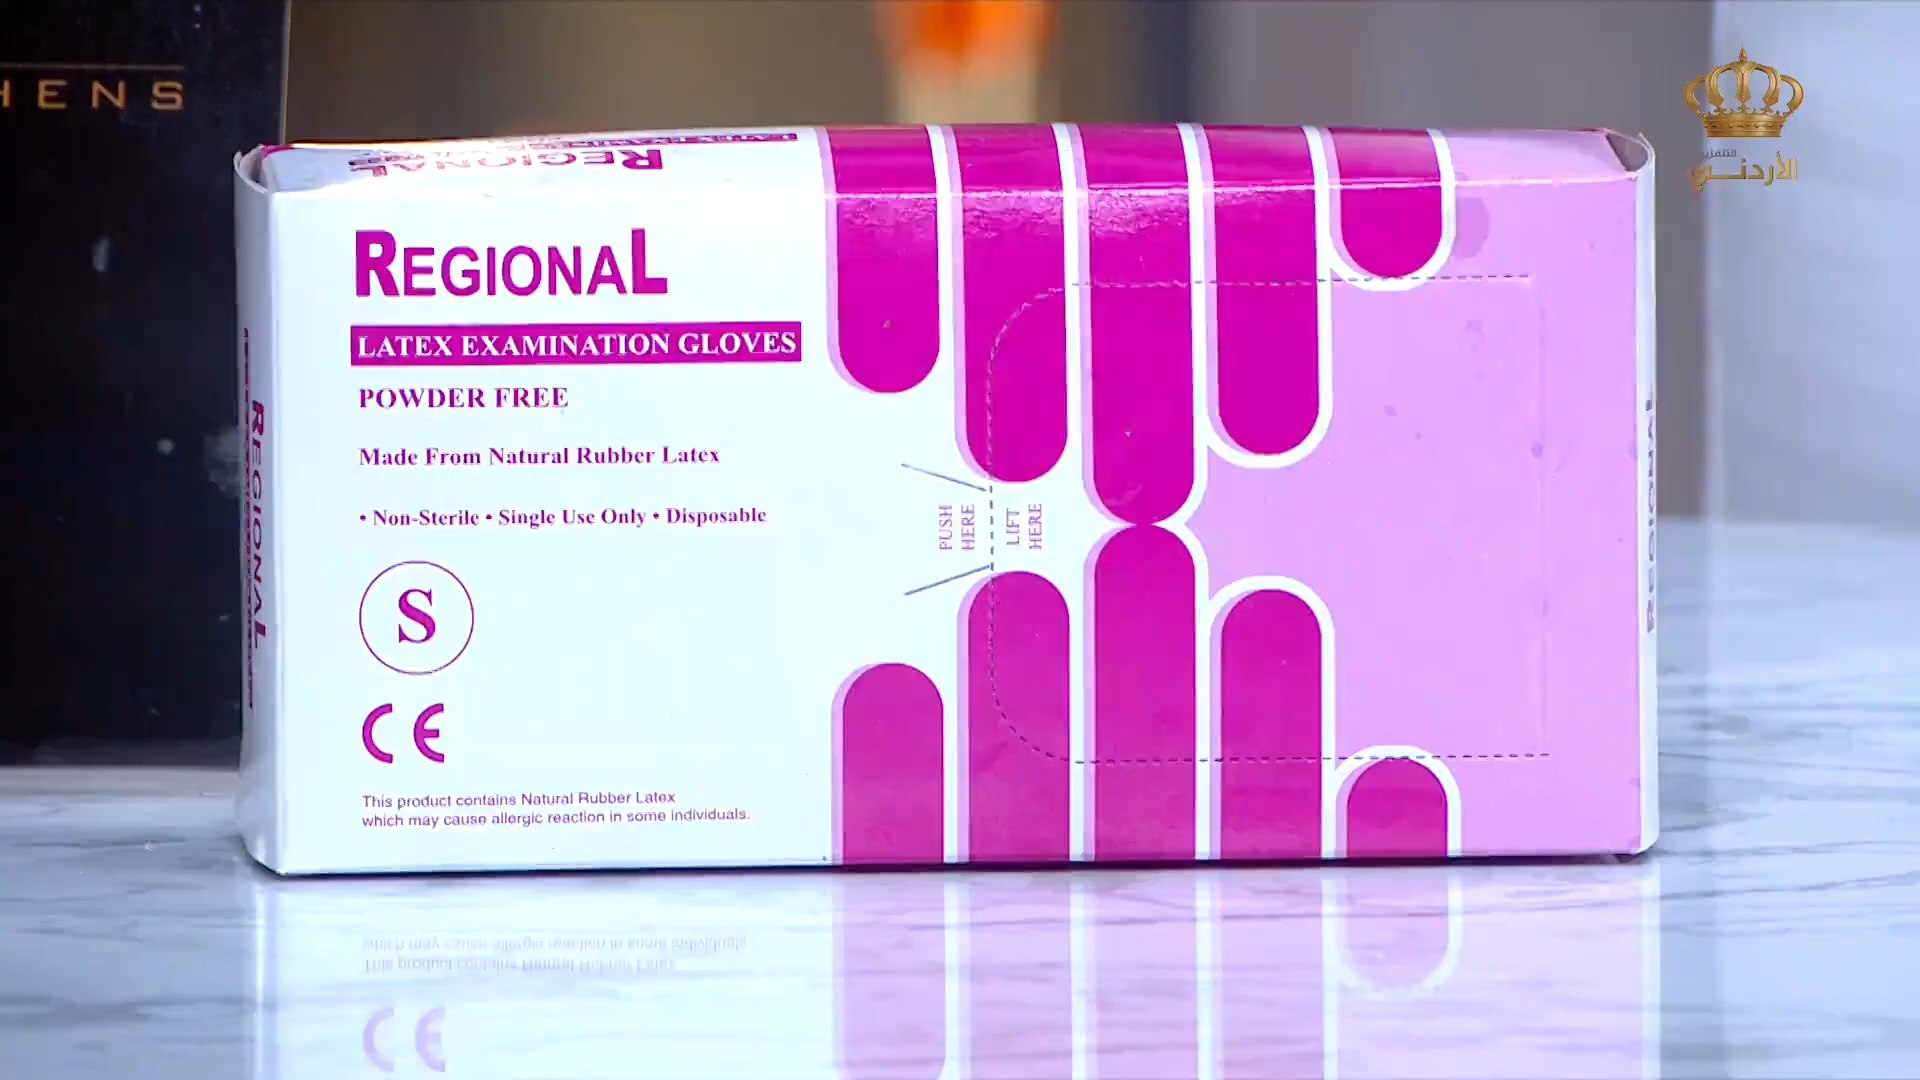 HENS
التلفزيون
الأردني
REGIONAL
REGIONAL
LATEX EXAMINATION GLOVES
POWDER FREE
Made From Natural Rubber Latex
• Non-Sterile • Single Use Only • Disposable
S
CE
This product contains Natural Rubber Latex
which may cause allergic reaction in some individuals.
PUSH
HERE
LIFT
HERE
REGIONAL
REGIONAL